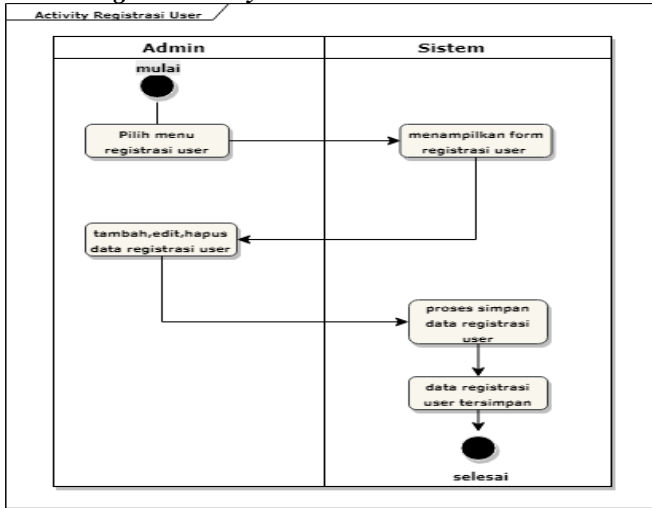 Activity Registrasi User
Admin
Sistem
mulai
Pilih menu
registrasi user
menampilkan form
registrasi user
tambah,edit,hapus
data registrasi user
proses simpan
data registrasi
user
data registrasi
user tersimpan
selesai